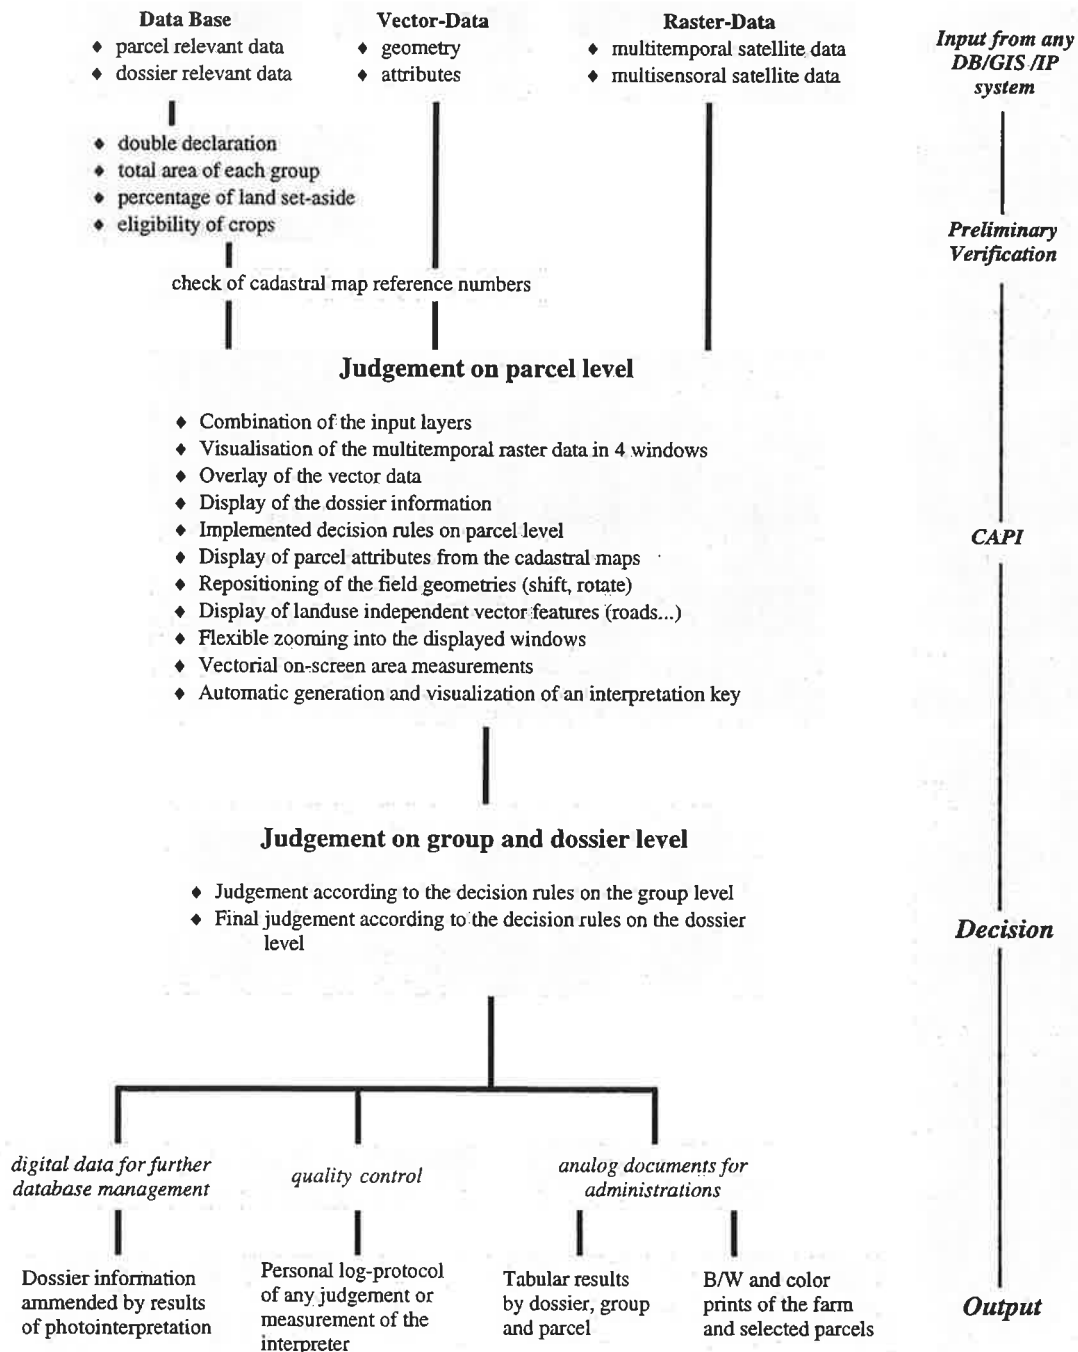 Data Base
♦ parcel relevant data
♦ dossier relevant data
Vector-Data
♦ geometry
♦ attributes
Raster-Data
♦ multitemporal satellite data
♦ multisensoral satellite data
Input from any
DB/GIS /IP
system
♦ double declaration
♦ total area of each group
♦ percentage of land set-aside
♦ eligibility of crops
Preliminary
Verification
check of cadastral map reference numbers
Judgement on parcel level
♦ Combination of the input layers
♦ Visualisation of the multitemporal raster data in 4 windows
♦ Overlay of the vector data
♦ Display of the dossier information
♦ Implemented decision rules on parcel level
♦ Display of parcel attributes from the cadastral maps
♦ Repositioning of the field geometries (shift, rotate)
♦ Display of landuse independent vector features (roads...)
♦ Flexible zooming into the displayed windows
♦ Vectorial on-screen area measurements
♦ Automatic generation and visualization of an interpretation key
CAPI
Judgement on group and dossier level
♦ Judgement according to the decision rules on the group level
♦ Final judgement according to the decision rules on the dossier
level
Decision
digital data for further
database management
quality control
analog documents for
administrations
Dossier information
ammended by results
of photointerpretation
Personal log-protocol
of any judgement or
measurement of the
interpreter
Tabular results
by dossier, group
and parcel
B/W and color
prints of the farm
and selected parcels
Output